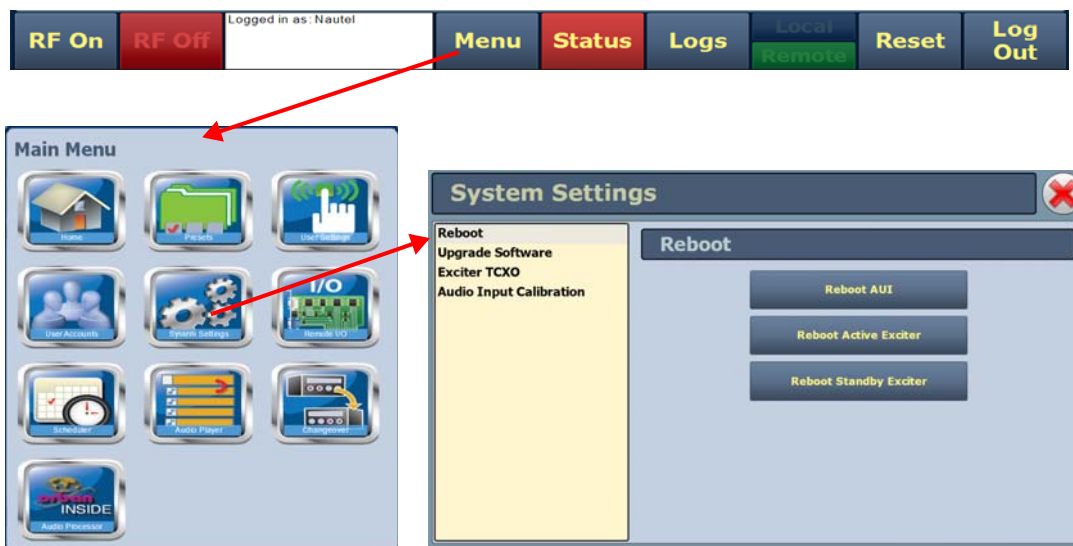 Logged in as: Nautel
RF On
RF Off
Menu
Status
Logs
Local
Remote
Reset
Log
Out
Main Menu
Home
Presets
User Settings
User Accounts
System Settings
I/O
Remote I/O
Scheduler
Audio Player
Changeover
orban
INSIDE
Audio Processor
System Settings
Reboot
Upgrade Software
Exciter TCXO
Audio Input Calibration
Reboot
Reboot AUI
Reboot Active Exciter
Reboot Standby Exciter